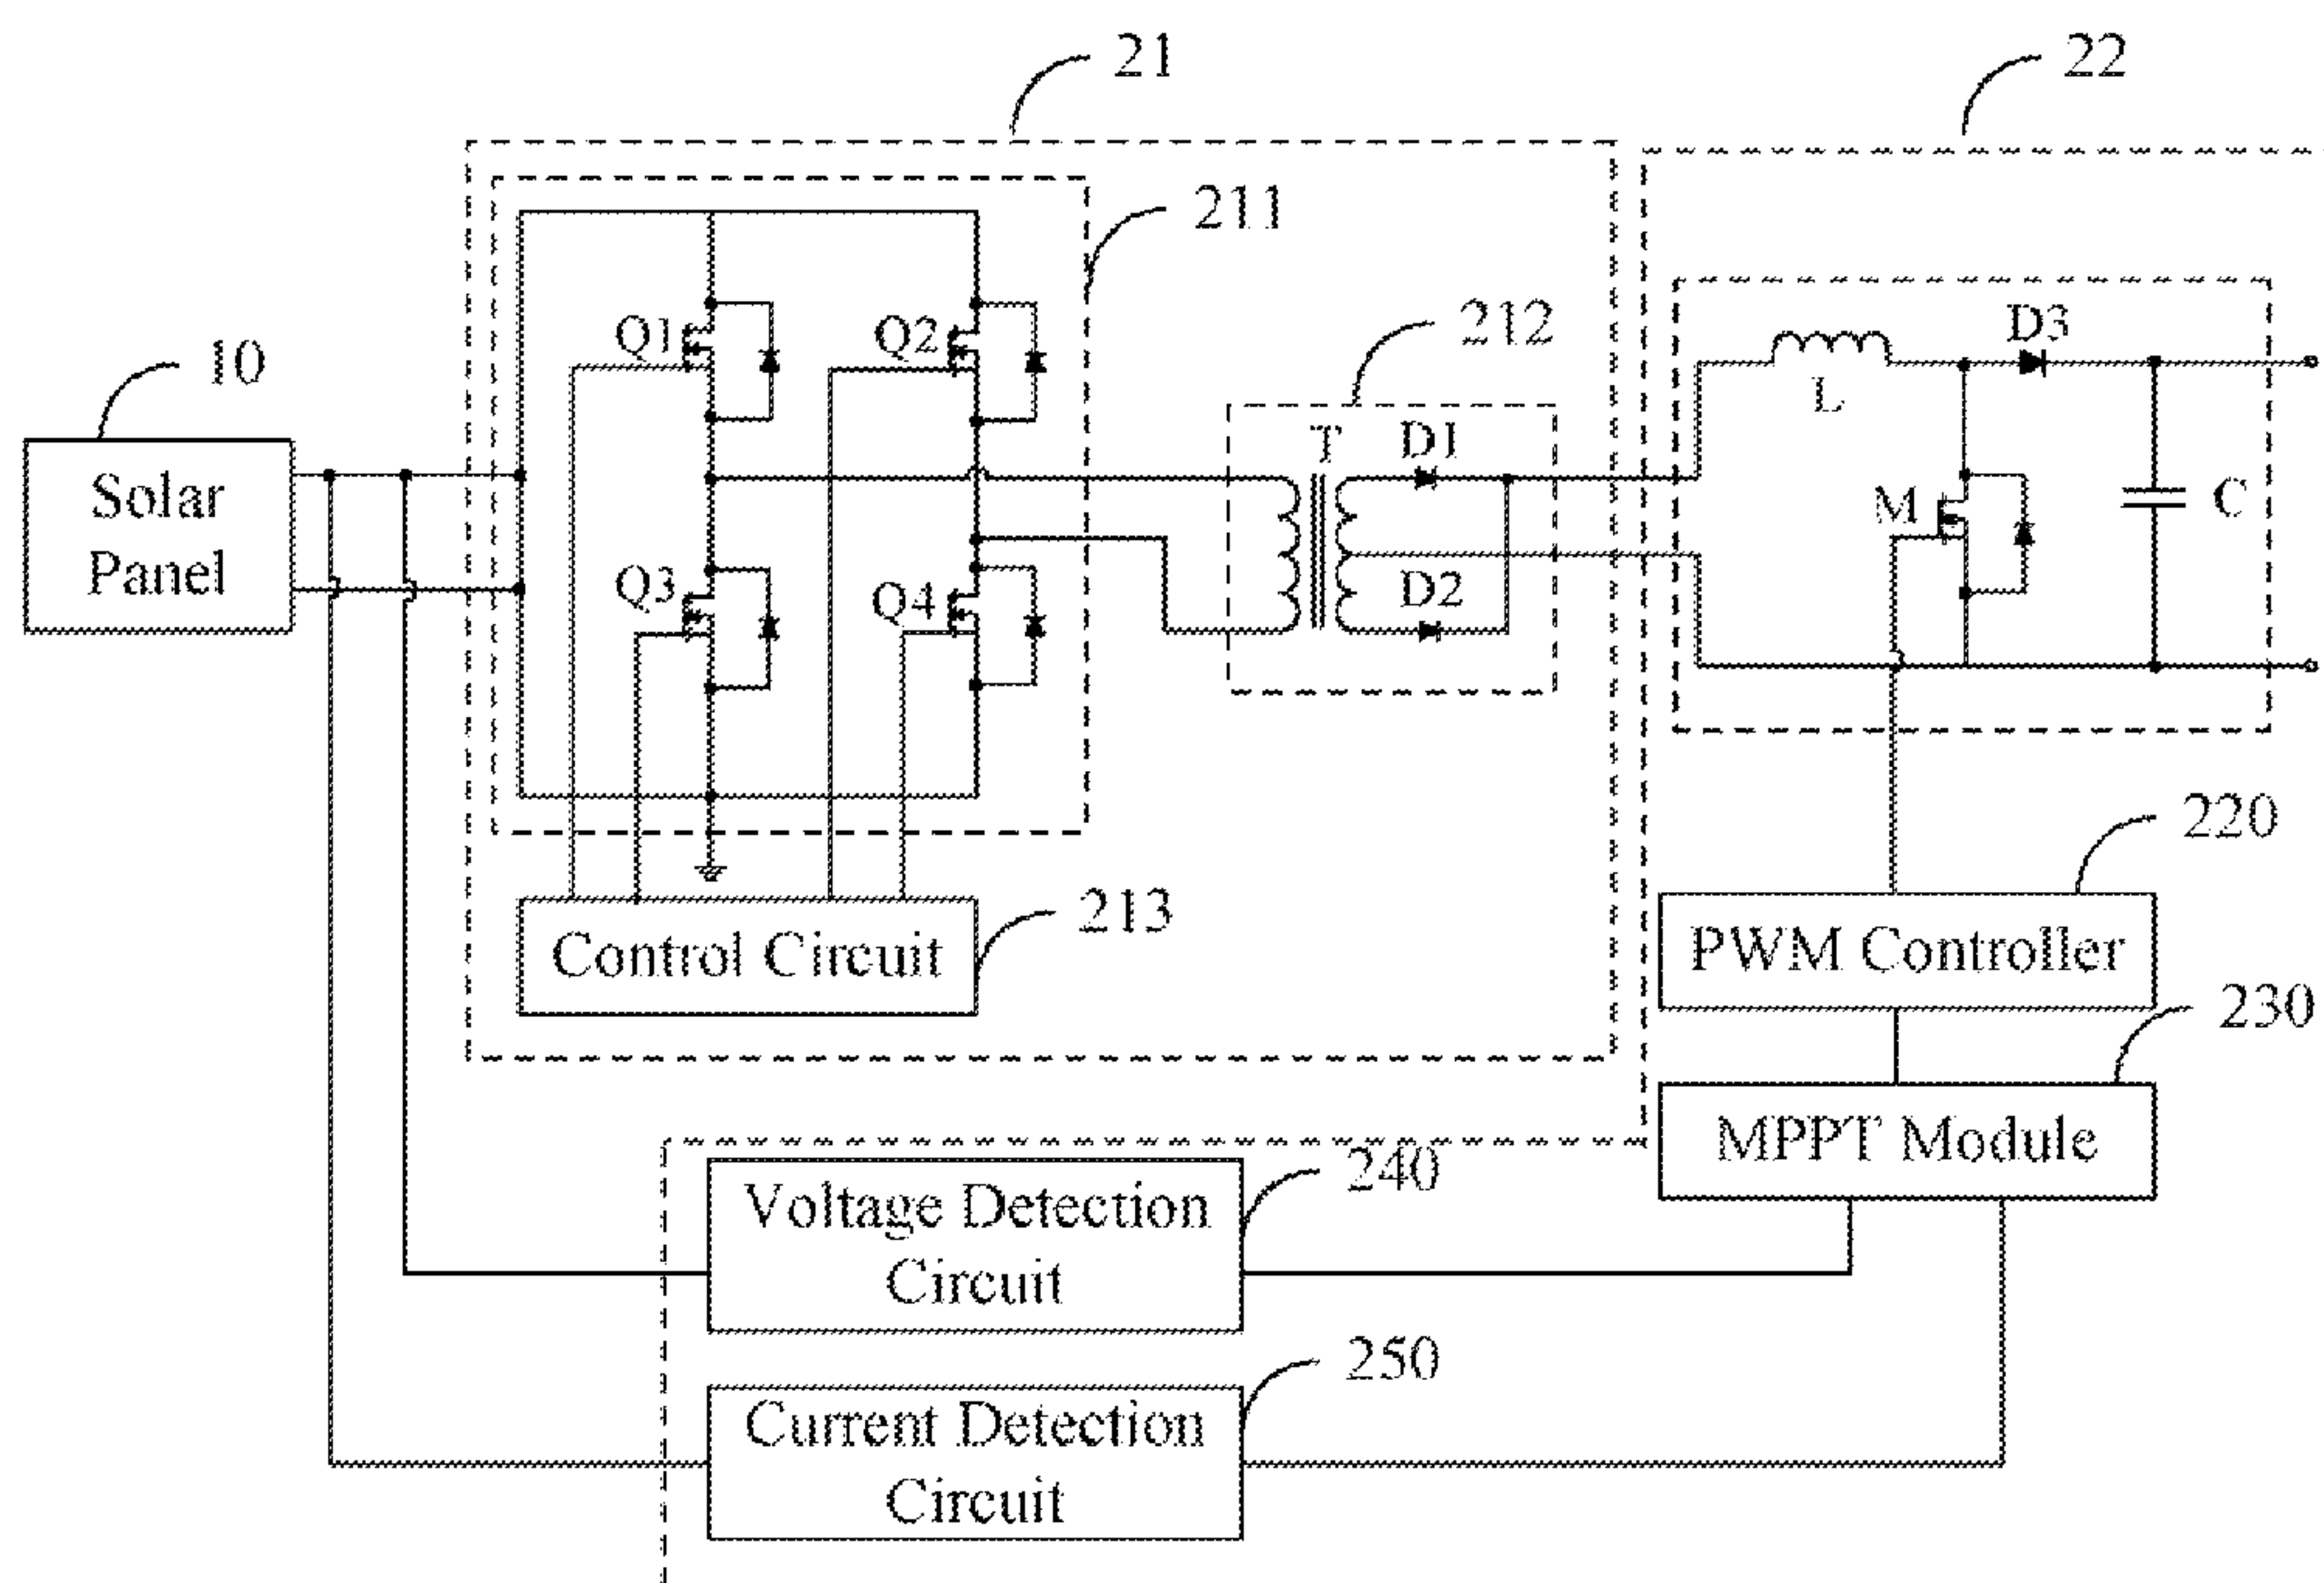 21
22
211
Q1
Q2
212
D3
10
L
T
D1
Solar
Panel
M
C
Q3
Q4
D2
220
213
Control Circuit
PWM Controller
230
MPPT Module
240
Voltage Detection
Circuit
250
Current Detection
Circuit